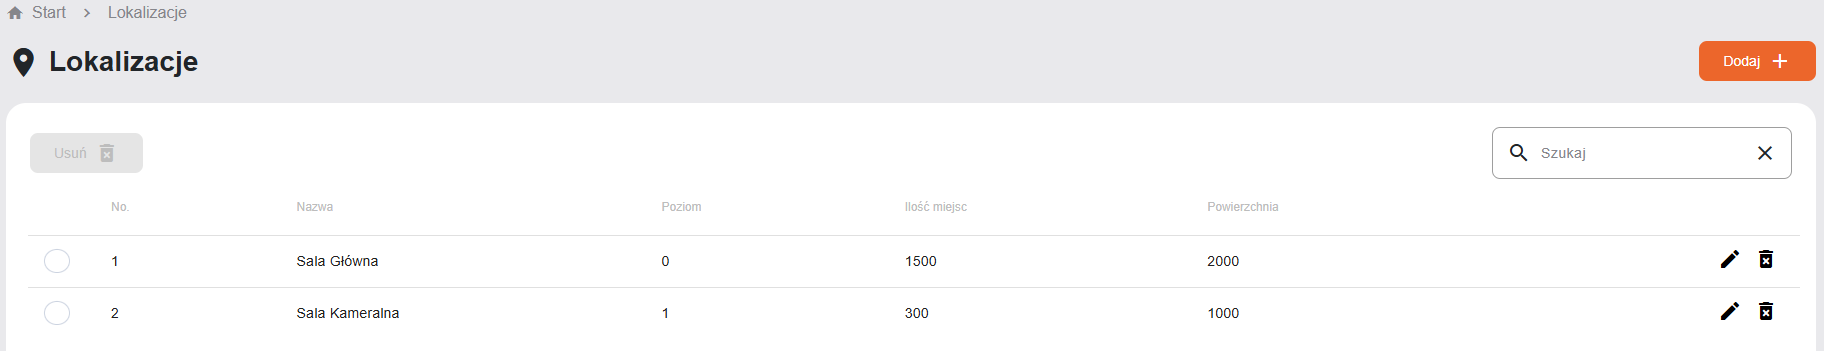 Start > Lokalizacje
Lokalizacje
Dodaj +
Usuń
Szukaj
No. Nazwa Poziom Ilość miejsc Powierzchnia
1 Sala Główna 0 1500 2000
2 Sala Kameralna 1 300 1000